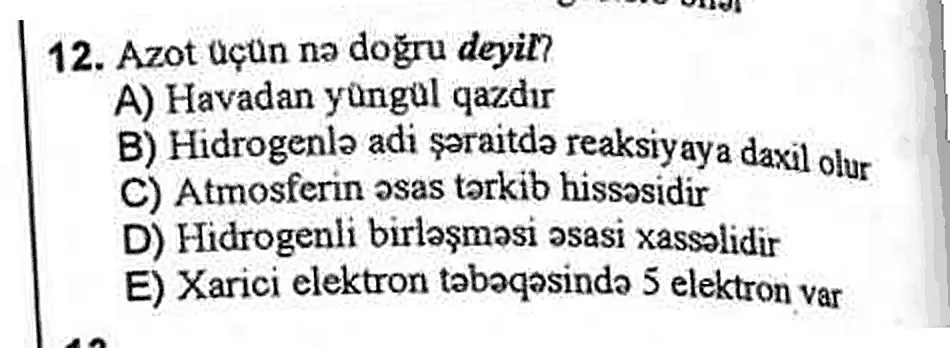 12. Azot üçün nə doğru deyil?
A) Havadan yüngül qazdır
B) Hidrogenlə adi şəraitdə reaksiyaya daxil olur
C) Atmosferin əsas tərkib hissəsidir
D) Hidrogenli birləşməsi əsasi xassəlidir
E) Xarici elektron təbəqəsində 5 elektron var